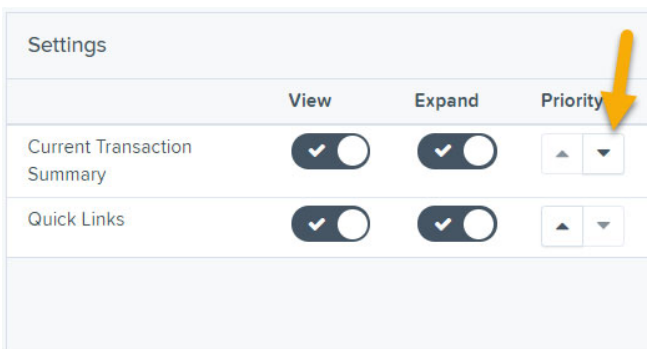 Settings
View Expand Priority
Current Transaction
Summary
Quick Links